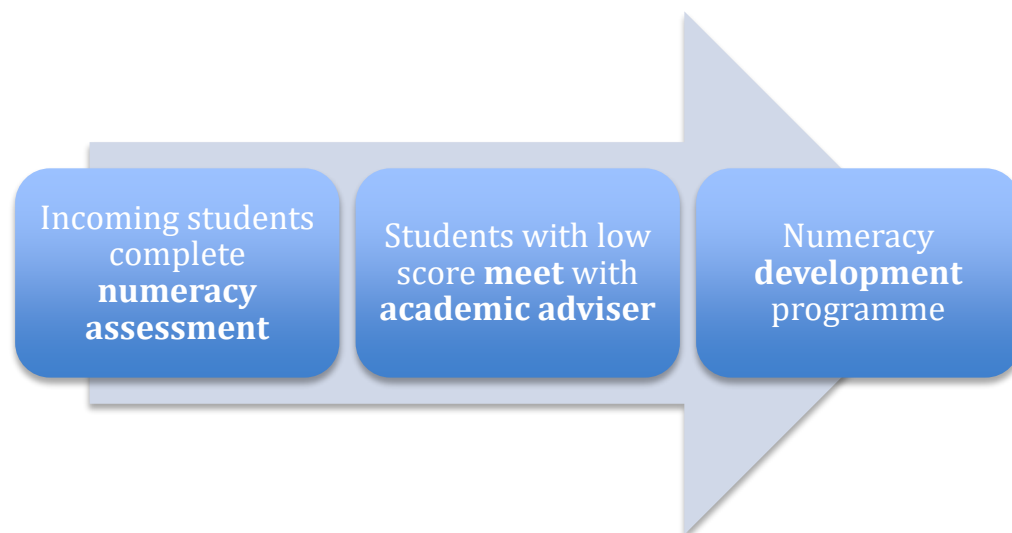 Incoming students
complete
numeracy
assessment
Students with low
score meet with
academic adviser
Numeracy
development
programme